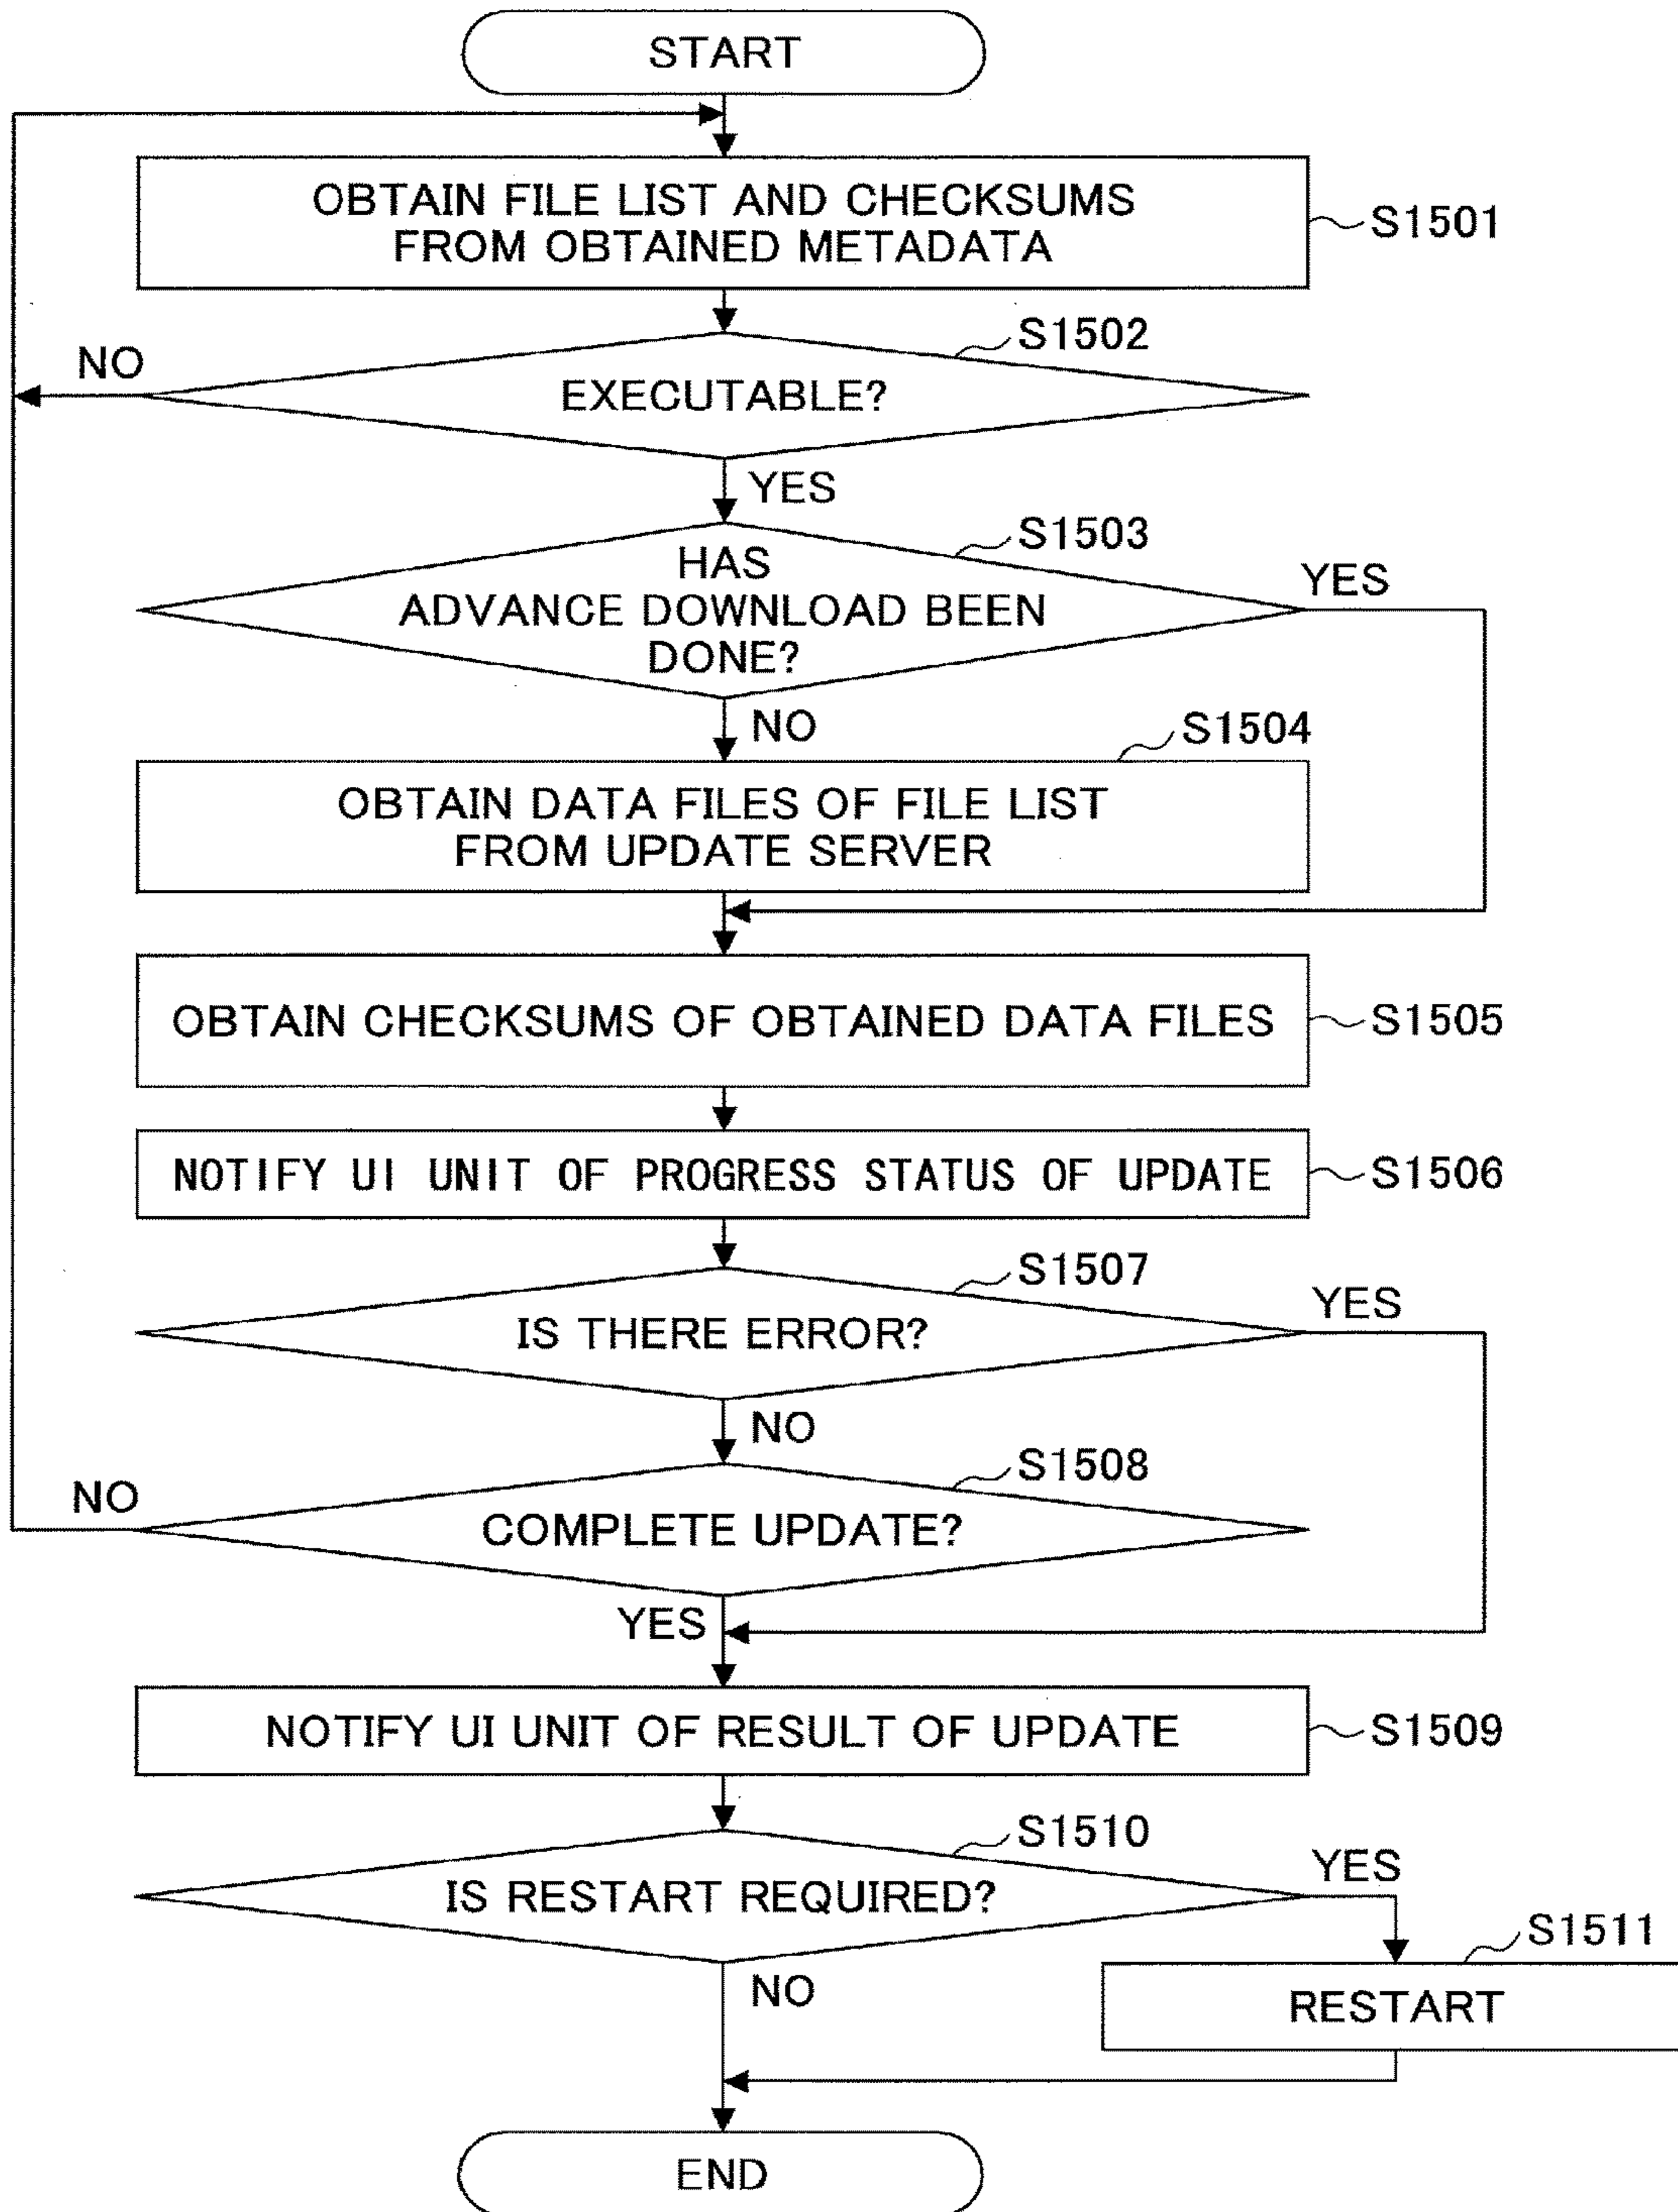 START
OBTAIN FILE LIST AND CHECKSUMS
FROM OBTAINED METADATA
S1501
S1502
NO
EXECUTABLE?
YES
S1503
HAS
ADVANCE DOWNLOAD BEEN
DONE?
YES
NO
S1504
OBTAIN DATA FILES OF FILE LIST
FROM UPDATE SERVER
OBTAIN CHECKSUMS OF OBTAINED DATA FILES
S1505
NOTIFY UI UNIT OF PROGRESS STATUS OF UPDATE
S1506
S1507
YES
IS THERE ERROR?
NO
S1508
NO
COMPLETE UPDATE?
YES
NOTIFY UI UNIT OF RESULT OF UPDATE
S1509
S1510
YES
IS RESTART REQUIRED?
S1511
NO
RESTART
END